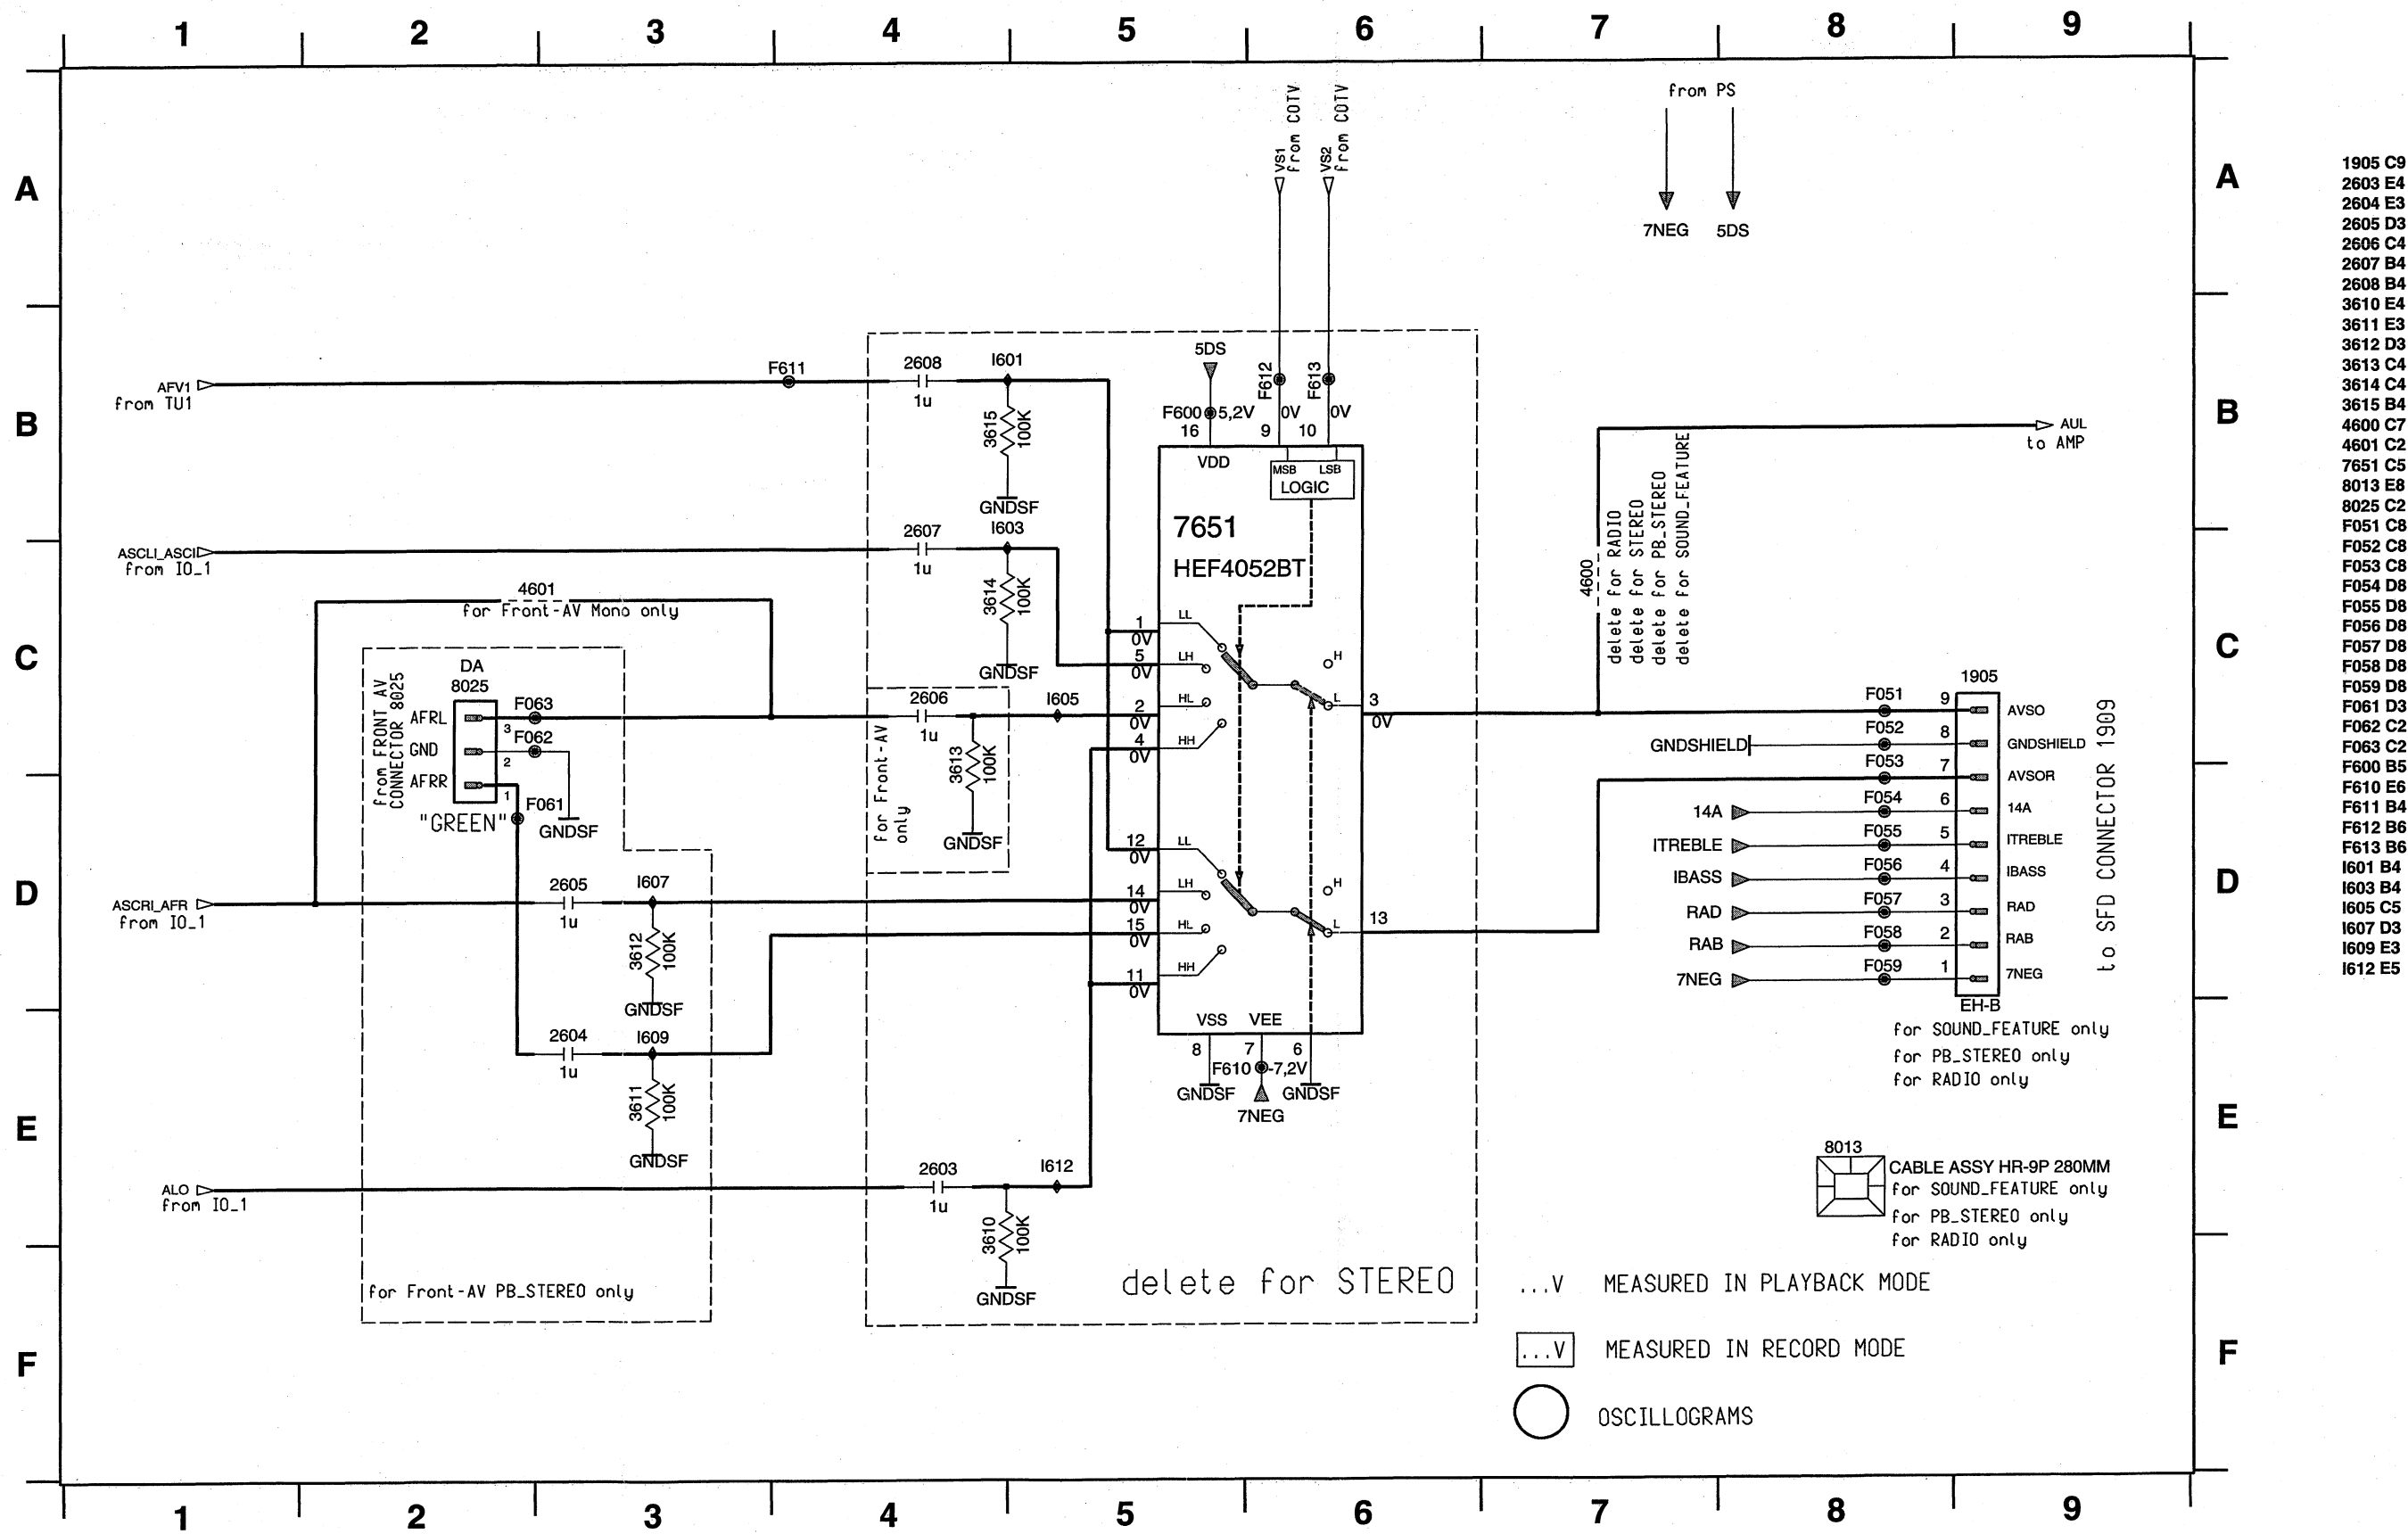 1 2 3 4 5 6 7 8 9
A
B
C
D
E
F
from PS
7NEG 5DS
VS1
from COTV
VS2
from COTV
AFV1
from TU1
F611
2608
1u
I601
3615
100K
GNDSF
5DS
F600 5,2V
16
F612
0V
9
F613
0V
10
VDD
MSB LSB
LOGIC
7651
HEF4052BT
AUL
to AMP
4600
delete for RADIO
delete for STEREO
delete for PB_STEREO
delete for SOUND_FEATURE
ASCLI_ASCI
from IO_1
2607
1u
I603
3614
100K
GNDSF
4601
for Front-AV Mono only
from FRONT AV
CONNECTOR 8025
DA
8025
AFRL
3
F063
GND
2
F062
AFRR
1
F061
"GREEN"
GNDSF
for Front-AV
only
2606
1u
I605
3613
100K
GNDSF
1
0V
LL
5
0V
LH
2
0V
HL
4
0V
HH
H
L
3
0V
12
0V
LL
14
0V
LH
15
0V
HL
11
0V
HH
H
L
13
ASCRI_AFR
from IO_1
2605
1u
I607
3612
100K
GNDSF
2604
1u
I609
3611
100K
GNDSF
VSS VEE
8 7 6
F610 -7,2V
GNDSF GNDSF
7NEG
ALO
from IO_1
2603
1u
I612
3610
100K
GNDSF
for Front-AV PB_STEREO only
delete for STEREO
1905
F051 9 AVSO
GNDSHIELD F052 8 GNDSHIELD
F053 7 AVSOR
14A F054 6 14A
ITREBLE F055 5 ITREBLE
IBASS F056 4 IBASS
RAD F057 3 RAD
RAB F058 2 RAB
7NEG F059 1 7NEG
to SFD CONNECTOR 1909
EH-B
for SOUND_FEATURE only
for PB_STEREO only
for RADIO only
8013
CABLE ASSY HR-9P 280MM
for SOUND_FEATURE only
for PB_STEREO only
for RADIO only
...V MEASURED IN PLAYBACK MODE
...V MEASURED IN RECORD MODE
OSCILLOGRAMS
A
B
C
D
E
F
1 2 3 4 5 6 7 8 9
1905 C9
2603 E4
2604 E3
2605 D3
2606 C4
2607 B4
2608 B4
3610 E4
3611 E3
3612 D3
3613 C4
3614 C4
3615 B4
4600 C7
4601 C2
7651 C5
8013 E8
8025 C2
F051 C8
F052 C8
F053 C8
F054 D8
F055 D8
F056 D8
F057 D8
F058 D8
F059 D8
F061 D3
F062 C2
F063 C2
F600 B5
F610 E6
F611 B4
F612 B6
F613 B6
I601 B4
I603 B4
I605 C5
I607 D3
I609 E3
I612 E5